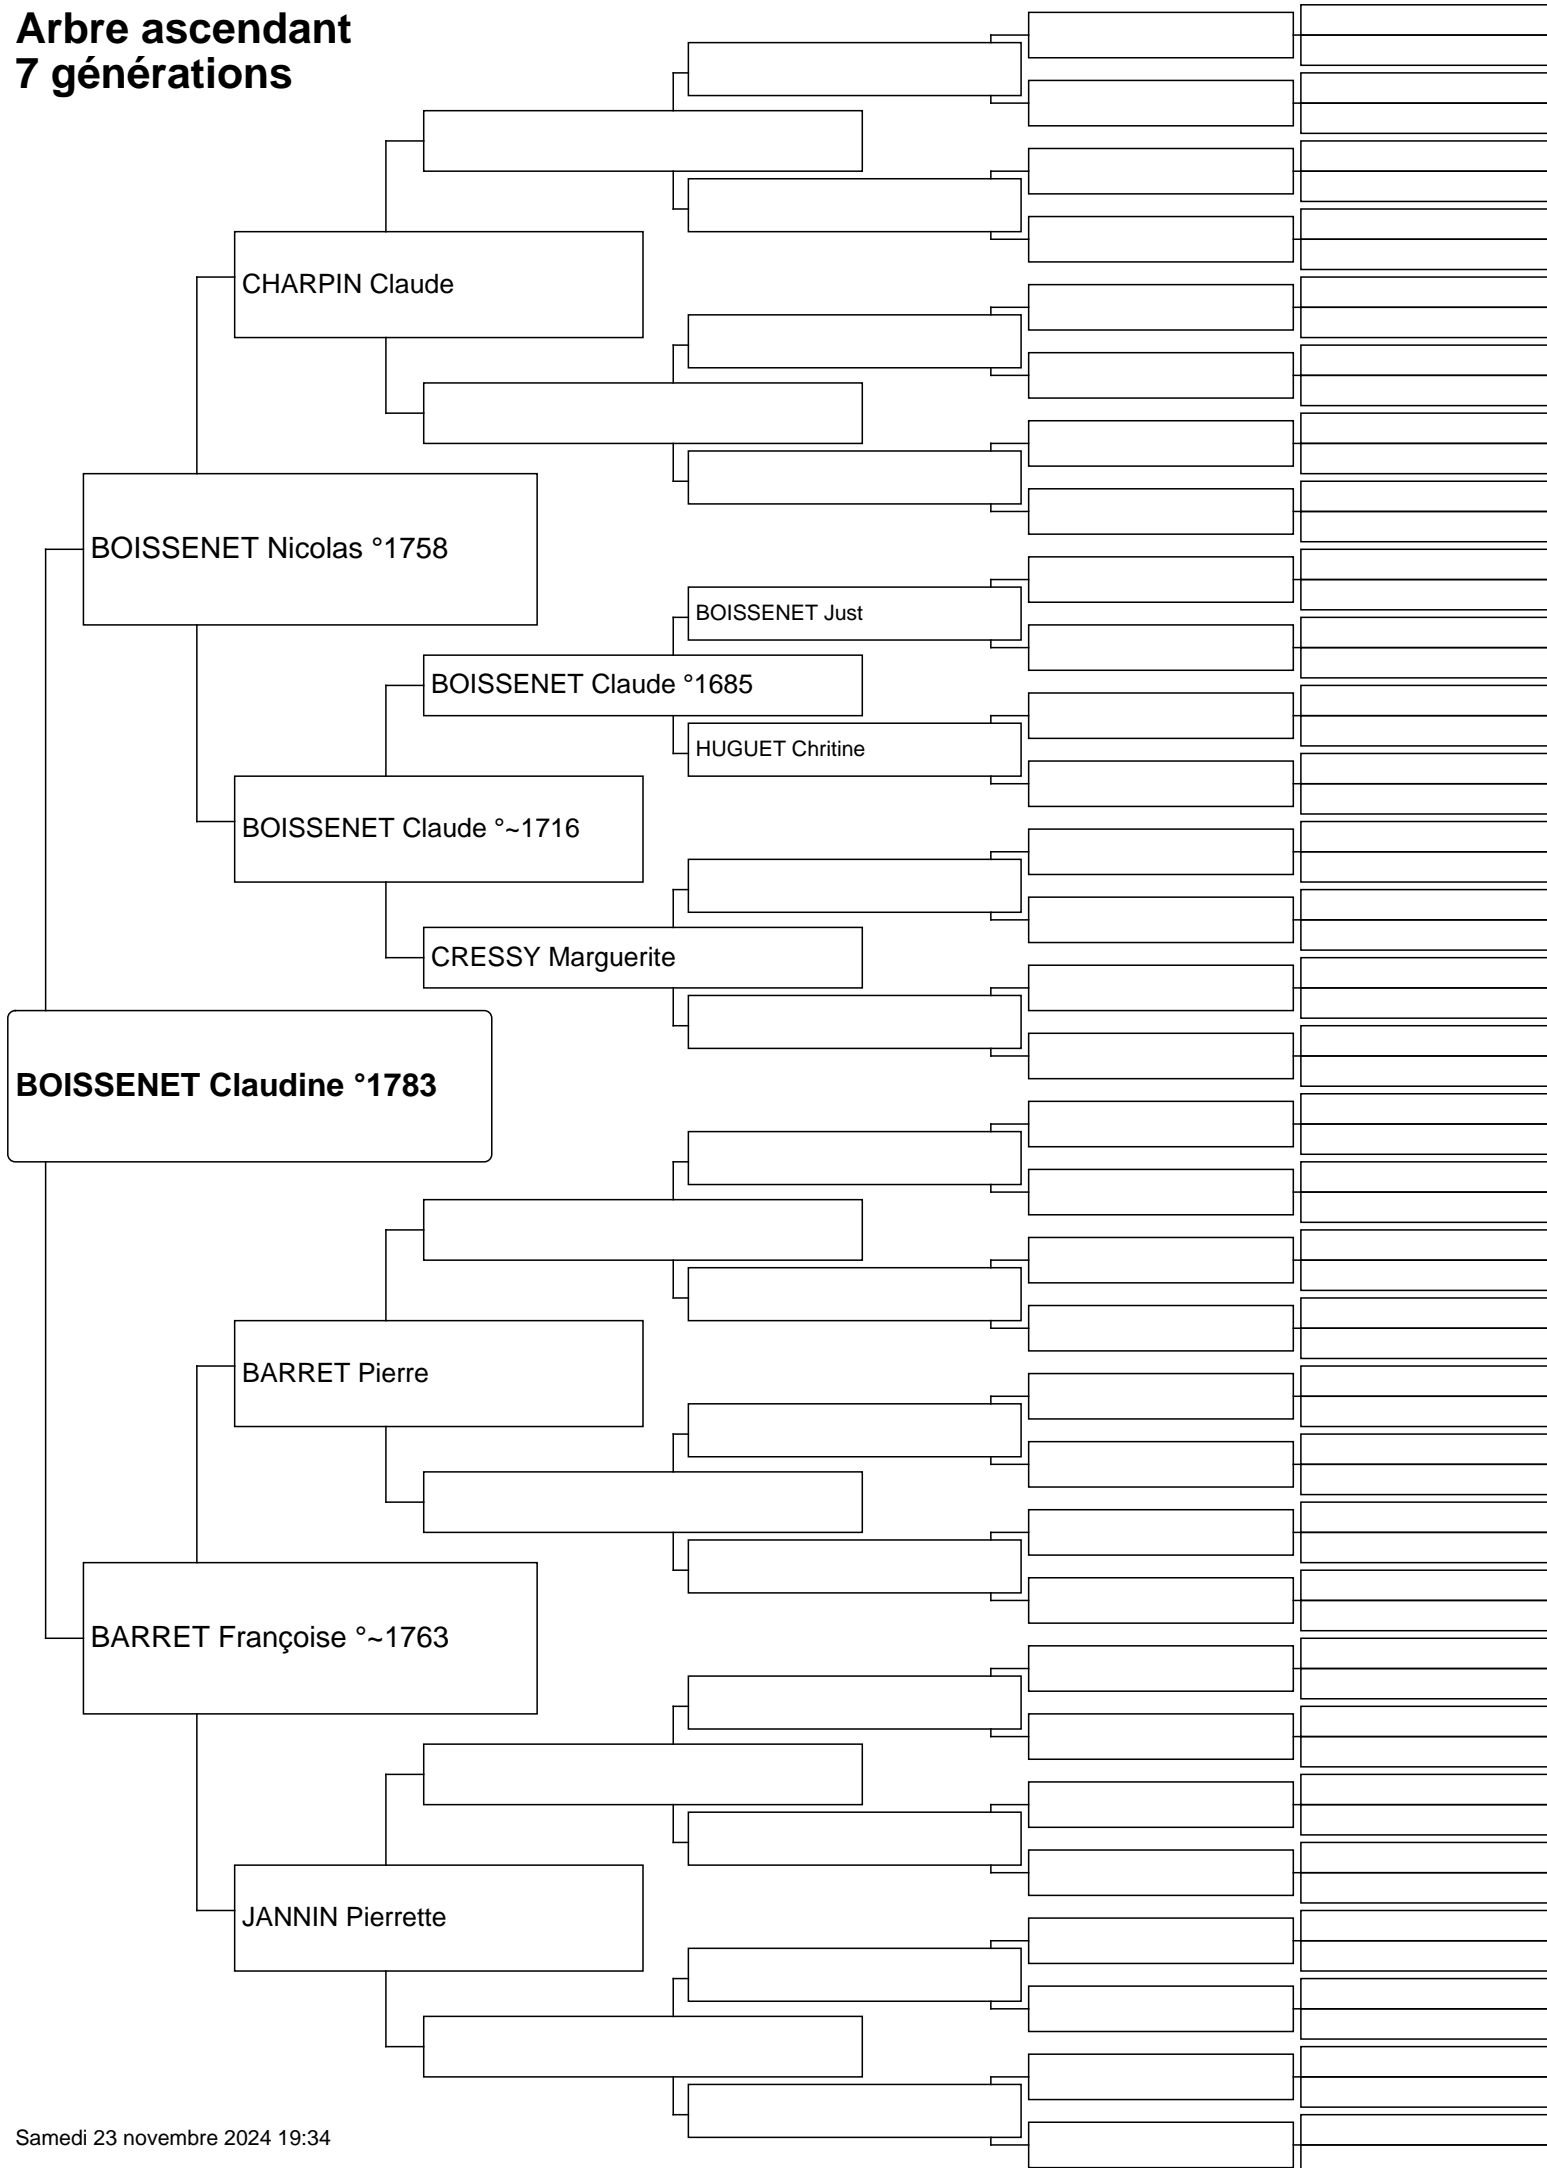 Arbre ascendant
7 générations
CHARPIN Claude
BOISSENET Nicolas °1758
BOISSENET Just
BOISSENET Claude °1685
HUGUET Chritine
BOISSENET Claude °~1716
CRESSY Marguerite
BOISSENET Claudine °1783
BARRET Pierre
BARRET Françoise °~1763
JANNIN Pierrette
Samedi 23 novembre 2024 19:34